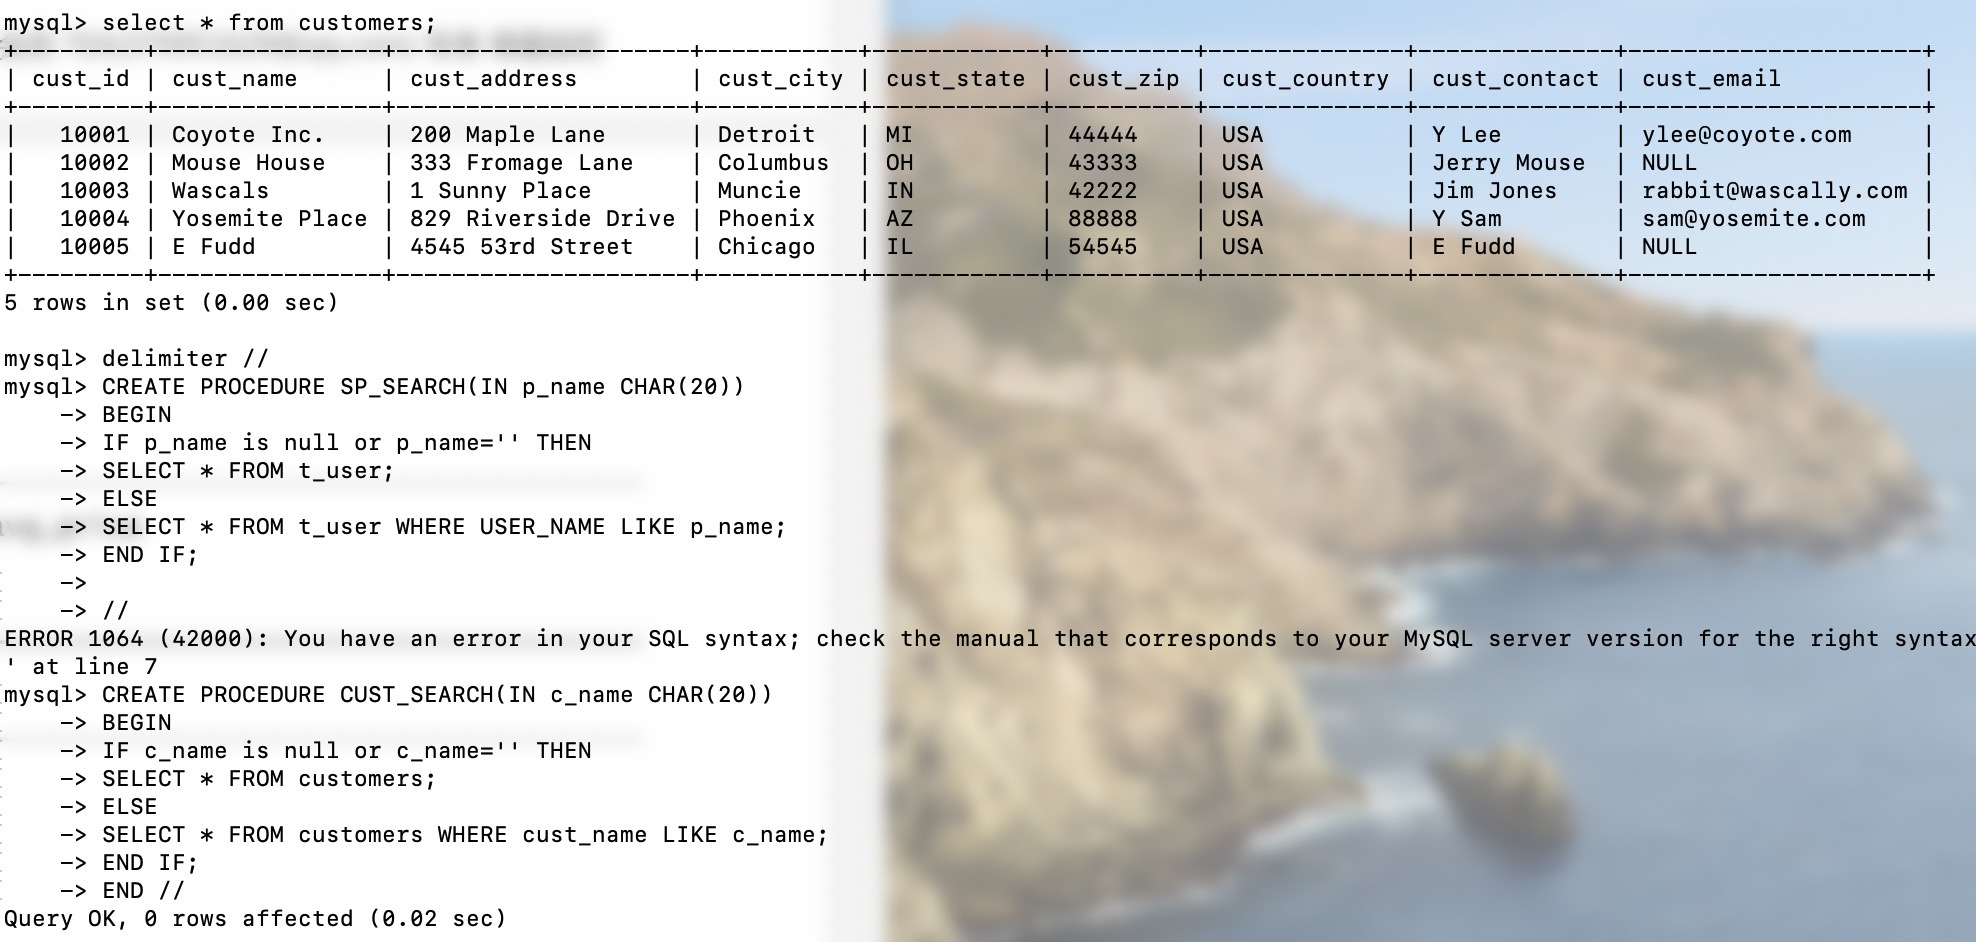 mysql> select * from customers;
+---------+----------------+---------------------+-----------+------------+----------+--------------+--------------+---------------------+
| cust_id | cust_name      | cust_address        | cust_city | cust_state | cust_zip | cust_country | cust_contact | cust_email          |
+---------+----------------+---------------------+-----------+------------+----------+--------------+--------------+---------------------+
|   10001 | Coyote Inc.    | 200 Maple Lane      | Detroit   | MI         | 44444    | USA          | Y Lee        | ylee@coyote.com     |
|   10002 | Mouse House    | 333 Fromage Lane    | Columbus  | OH         | 43333    | USA          | Jerry Mouse  | NULL                |
|   10003 | Wascals        | 1 Sunny Place       | Muncie    | IN         | 42222    | USA          | Jim Jones    | rabbit@wascally.com |
|   10004 | Yosemite Place | 829 Riverside Drive | Phoenix   | AZ         | 88888    | USA          | Y Sam        | sam@yosemite.com    |
|   10005 | E Fudd         | 4545 53rd Street    | Chicago   | IL         | 54545    | USA          | E Fudd       | NULL                |
+---------+----------------+---------------------+-----------+------------+----------+--------------+--------------+---------------------+
5 rows in set (0.00 sec)
mysql> delimiter //
mysql> CREATE PROCEDURE SP_SEARCH(IN p_name CHAR(20))
    -> BEGIN
    -> IF p_name is null or p_name='' THEN
    -> SELECT * FROM t_user;
    -> ELSE
    -> SELECT * FROM t_user WHERE USER_NAME LIKE p_name;
    -> END IF;
    ->
    -> //
ERROR 1064 (42000): You have an error in your SQL syntax; check the manual that corresponds to your MySQL server version for the right syntax
' at line 7
mysql> CREATE PROCEDURE CUST_SEARCH(IN c_name CHAR(20))
    -> BEGIN
    -> IF c_name is null or c_name='' THEN
    -> SELECT * FROM customers;
    -> ELSE
    -> SELECT * FROM customers WHERE cust_name LIKE c_name;
    -> END IF;
    -> END //
Query OK, 0 rows affected (0.02 sec)